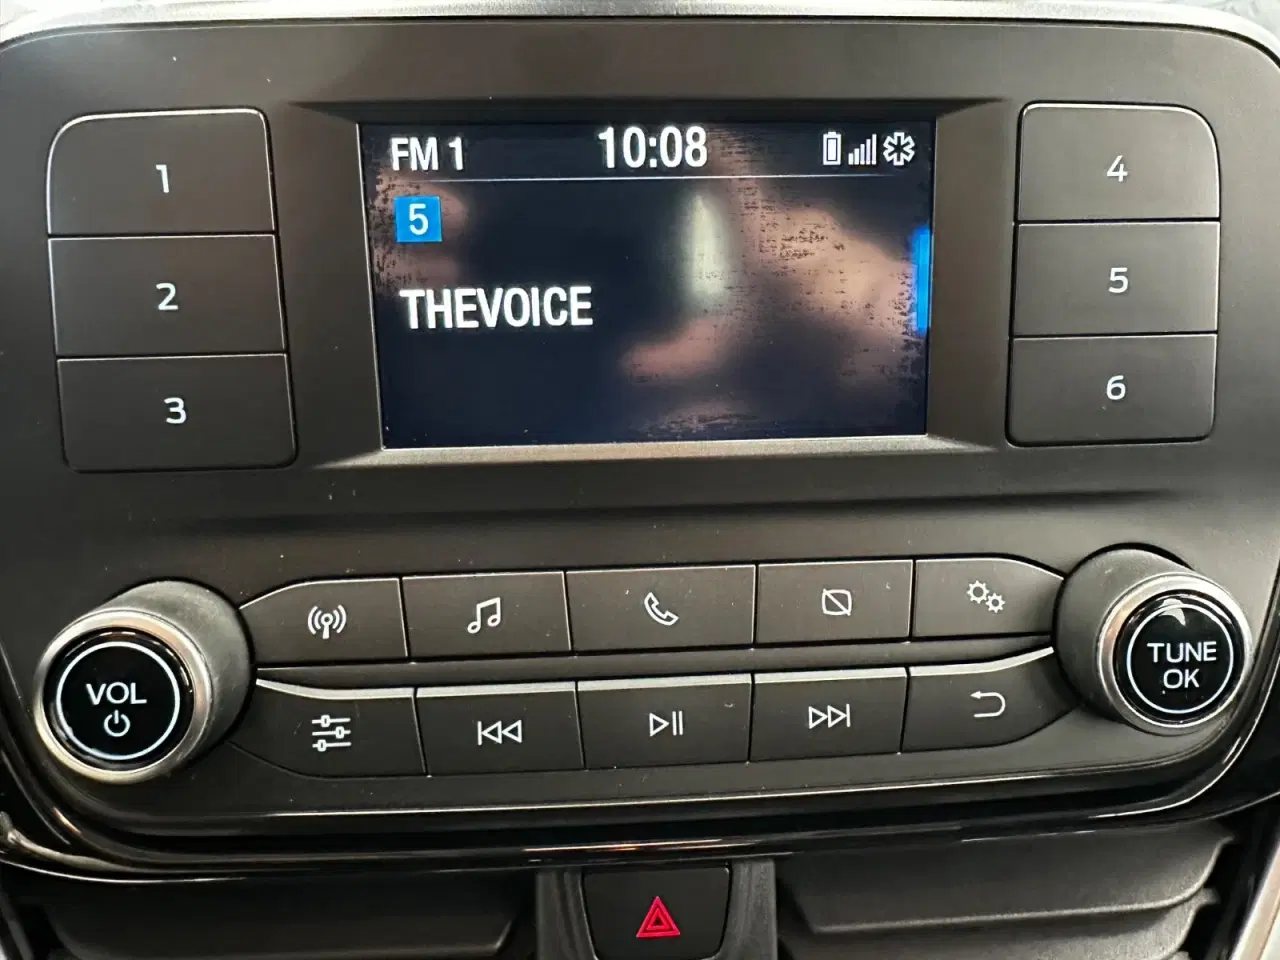 FM 1 10:08
5
THEVOICE
1
2
3
4
5
6
VOL
TUNE
OK